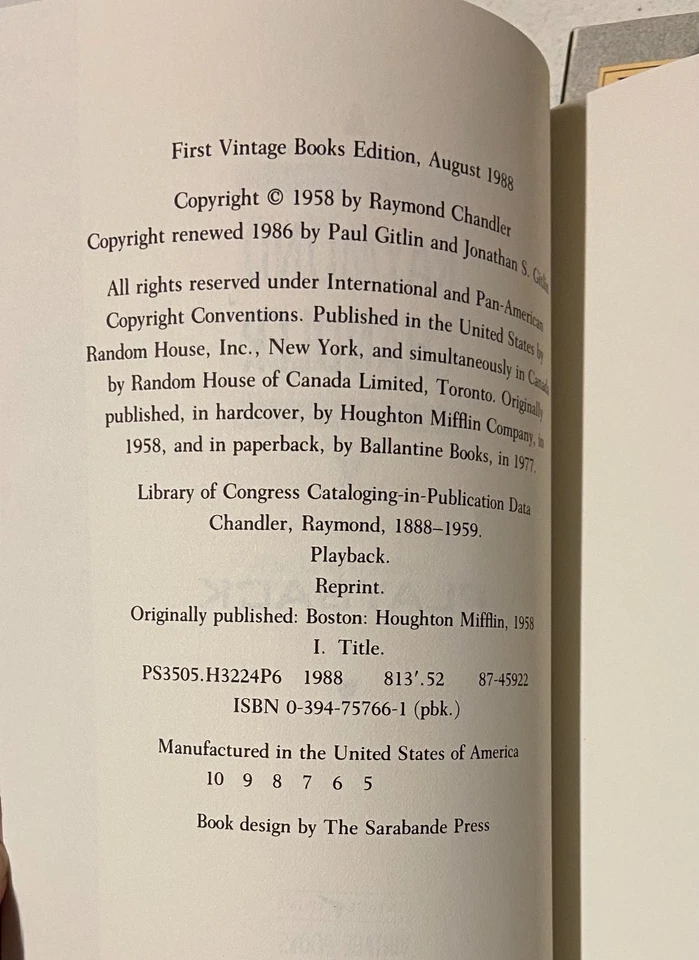 First Vintage Books Edition, August 1988
Copyright © 1958 by Raymond Chandler
Copyright renewed 1986 by Paul Gitlin and Jonathan S. Gitlin
All rights reserved under International and Pan-American
Copyright Conventions. Published in the United States by
Random House, Inc., New York, and simultaneously in Canada
by Random House of Canada Limited, Toronto. Originally
published, in hardcover, by Houghton Mifflin Company, in
1958, and in paperback, by Ballantine Books, in 1977.
Library of Congress Cataloging-in-Publication Data
Chandler, Raymond, 1888–1959.
Playback.
Reprint.
Originally published: Boston: Houghton Mifflin, 1958
I. Title.
PS3505.H3224P6 1988 813′.52 87-45922
ISBN 0-394-75766-1 (pbk.)
Manufactured in the United States of America
10 9 8 7 6 5
Book design by The Sarabande Press